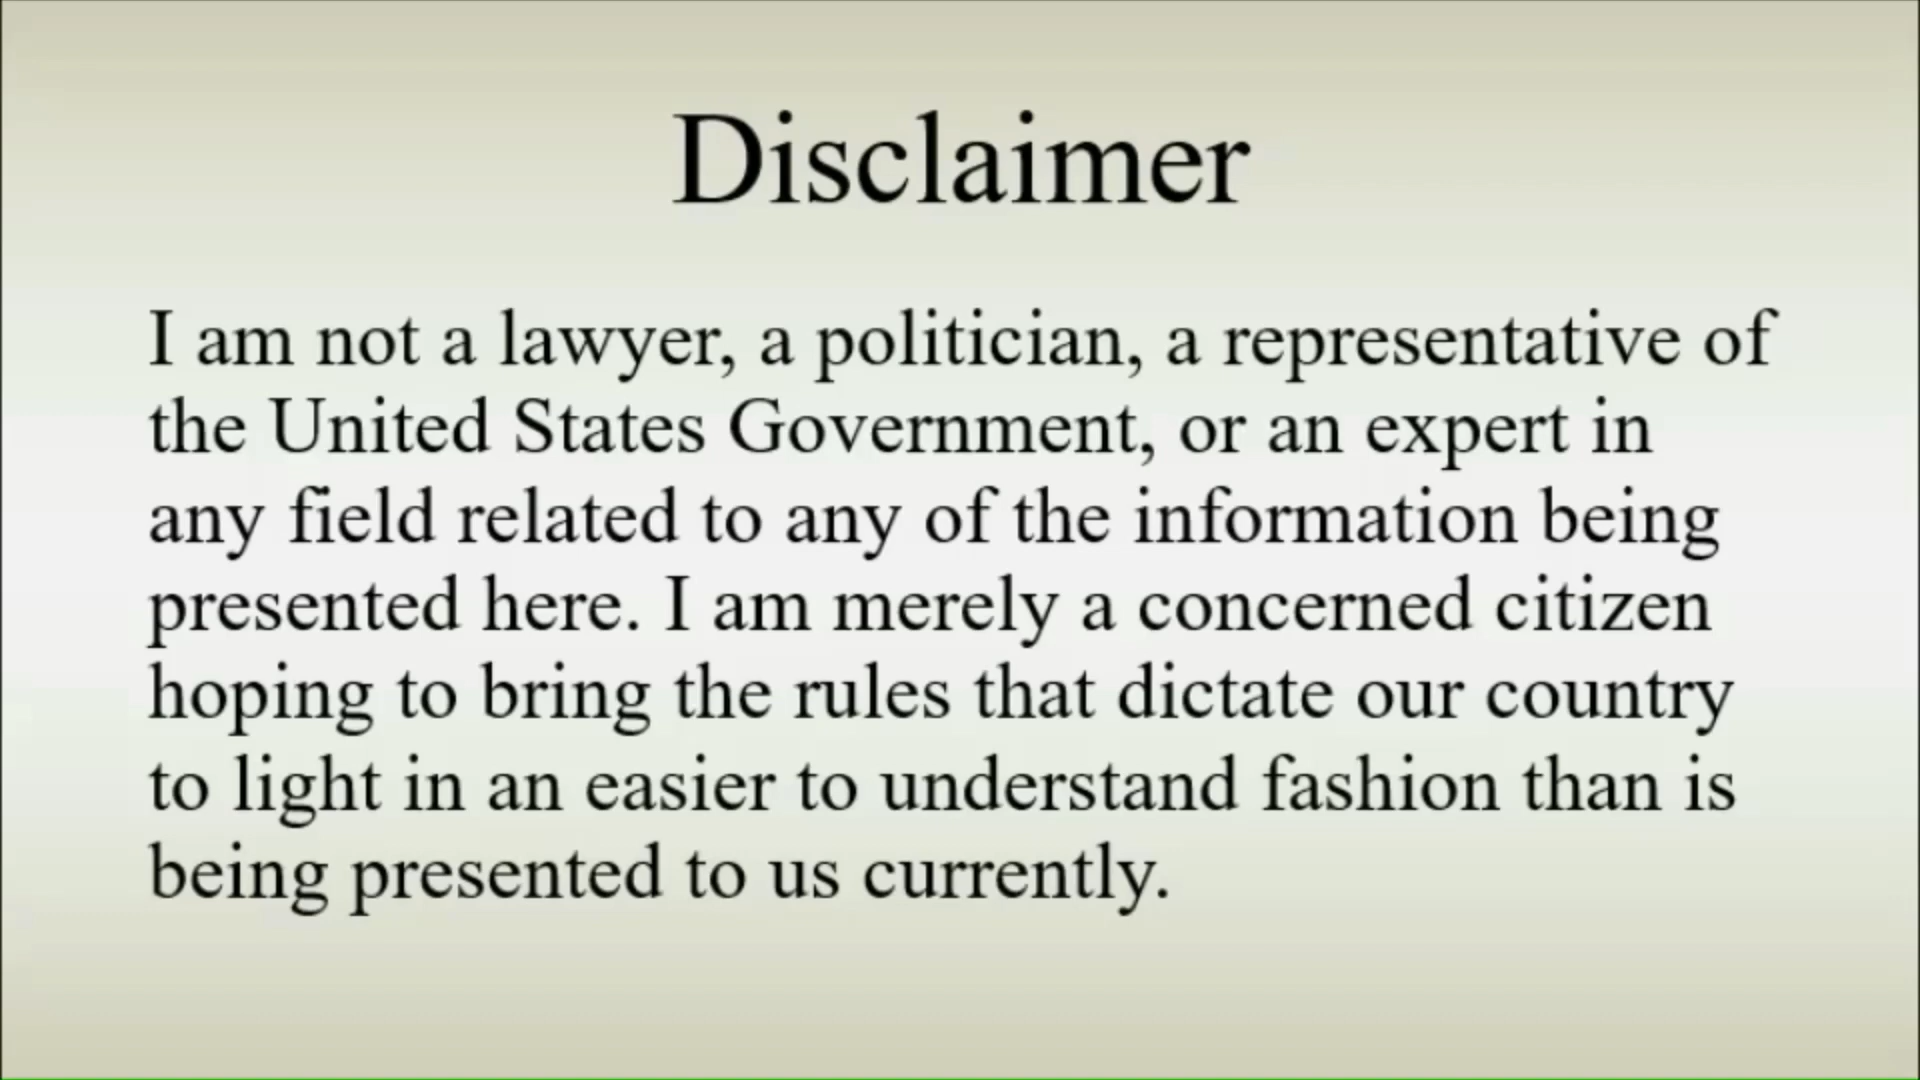 Disclaimer
I am not a lawyer, a politician, a representative of
the United States Government, or an expert in
any field related to any of the information being
presented here. I am merely a concerned citizen
hoping to bring the rules that dictate our country
to light in an easier to understand fashion than is
being presented to us currently.